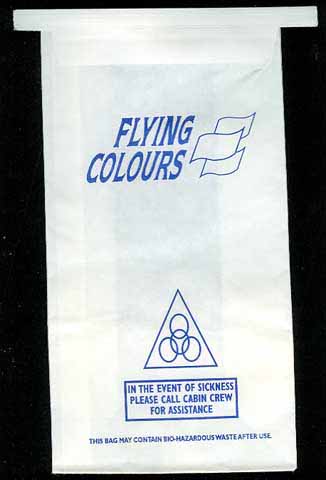 FLYING
COLOURS
IN THE EVENT OF SICKNESS
PLEASE CALL CABIN CREW
FOR ASSISTANCE
THIS BAG MAY CONTAIN BIO-HAZARDOUS WASTE AFTER USE.